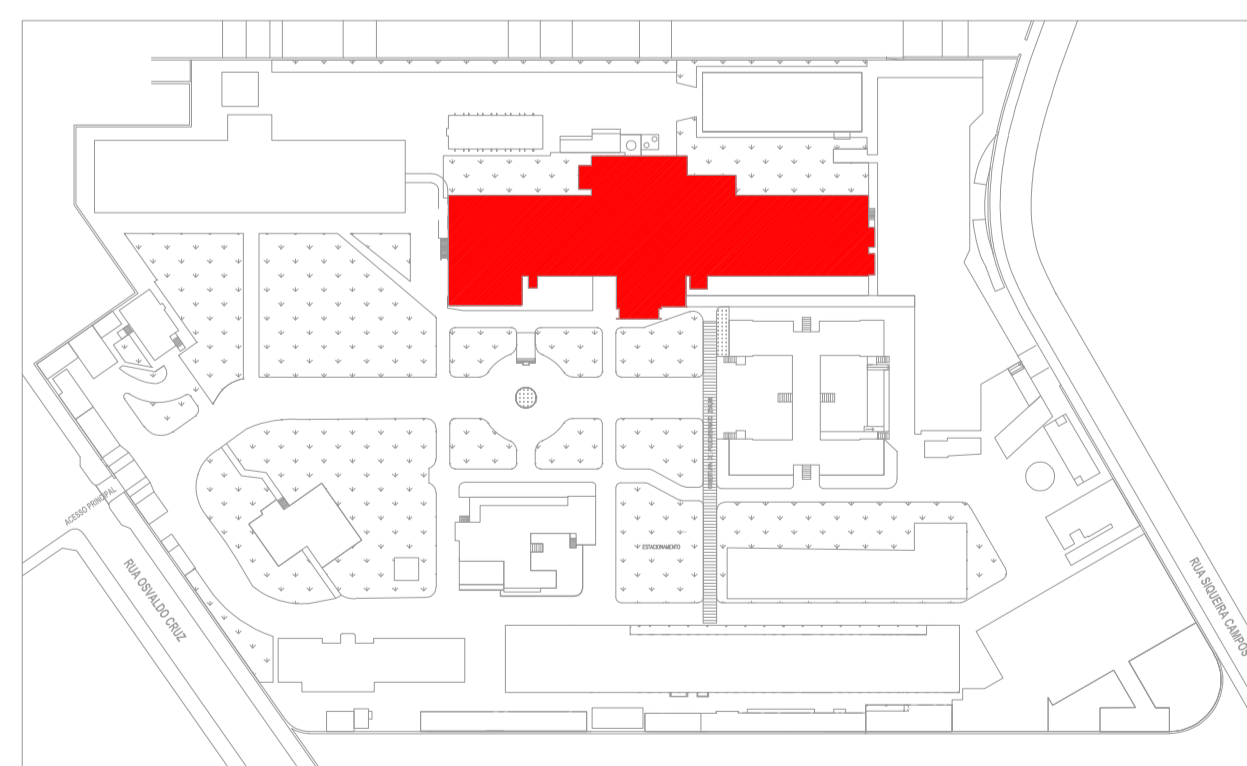 ACESSO PRINCIPAL
RUA OSVALDO CRUZ
ESTACIONAMENTO
RUA SIQUEIRA CAMPOS